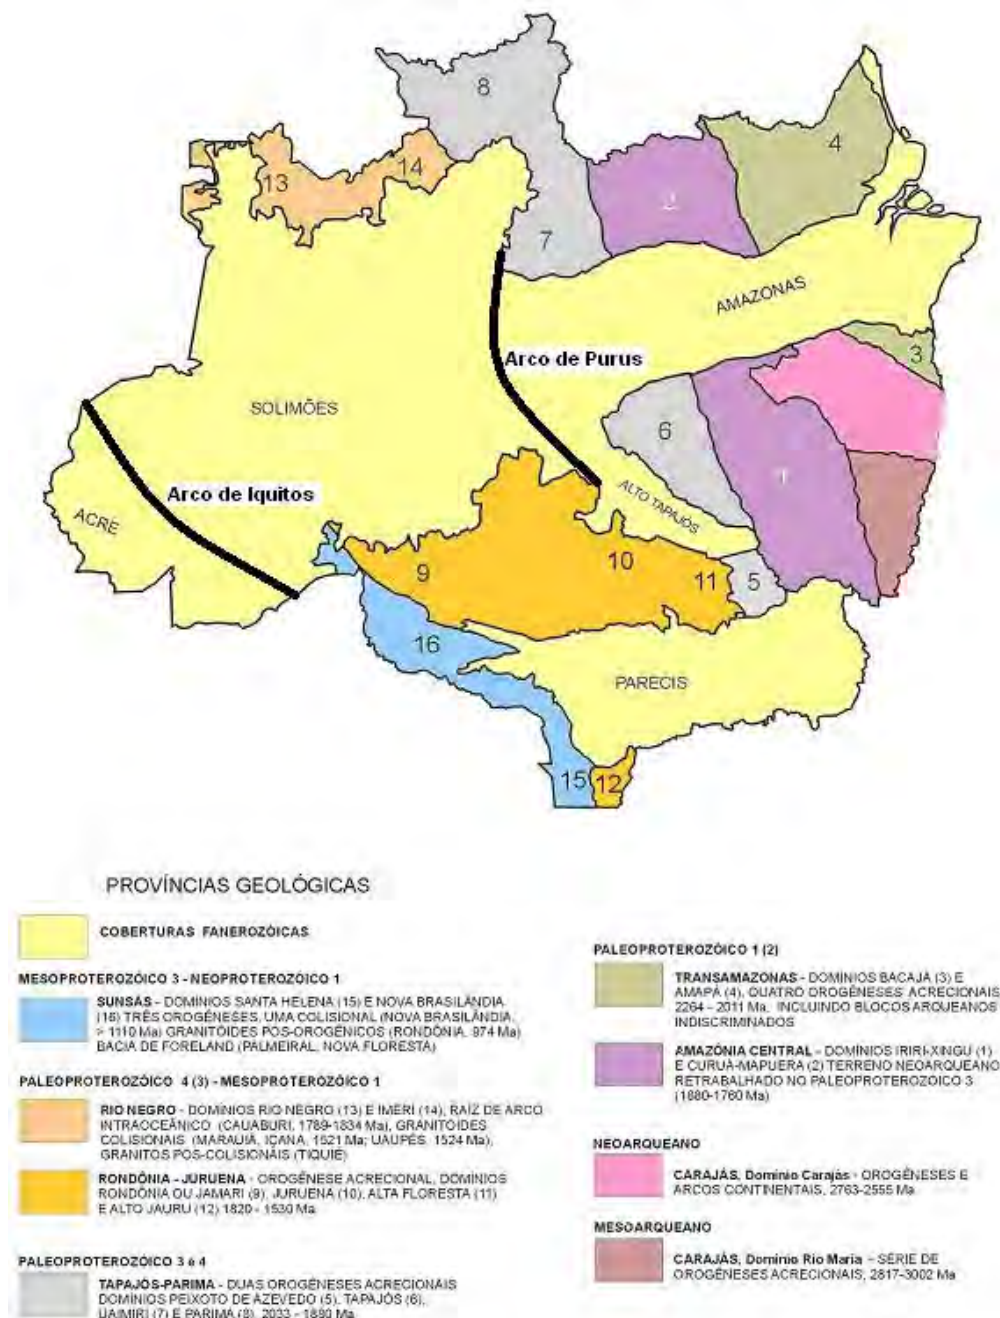 8
4
14
13
2
7
AMAZONAS
3
Arco de Purus
SOLIMÕES
6
1
Arco de Iquitos
ALTO TAPAJÓS
ACRE
10
9
11
5
16
PARECIS
15
12
PROVÍNCIAS GEOLÓGICAS
COBERTURAS FANEROZÓICAS
MESOPROTEROZÓICO 3 - NEOPROTEROZÓICO 1
SUNSÁS - DOMÍNIOS SANTA HELENA (15) E NOVA BRASILÂNDIA
(16) TRÊS OROGÊNESES, UMA COLISIONAL (NOVA BRASILÂNDIA,
> 1110 Ma) GRANITÓIDES PÓS-OROGÊNICOS (RONDÔNIA, 974 Ma)
BACIA DE FORELAND (PALMEIRAL, NOVA FLORESTA)
PALEOPROTEROZÓICO 4 (3) - MESOPROTEROZÓICO 1
RIO NEGRO - DOMÍNIOS RIO NEGRO (13) E IMERI (14), RAÍZ DE ARCO
INTRAOCEÂNICO (CAUABURI, 1789-1834 Ma), GRANITÓIDES
COLISIONAIS (MARAUIÁ, IÇANA, 1521 Ma; UAUPÉS, 1524 Ma),
GRANITOS PÓS-COLISIONAIS (TIQUIÉ)
RONDÔNIA - JURUENA - OROGÊNESE ACRECIONAL, DOMÍNIOS
RONDÔNIA OU JAMARI (9), JURUENA (10), ALTA FLORESTA (11)
E ALTO JAURU (12) 1820 - 1530 Ma
PALEOPROTEROZÓICO 3 e 4
TAPAJÓS-PARIMA - DUAS OROGÊNESES ACRECIONAIS
DOMÍNIOS PEIXOTO DE AZEVEDO (5), TAPAJÓS (6),
UAIMIRI (7) E PARIMA (8), 2033 - 1880 Ma
PALEOPROTEROZÓICO 1 (2)
TRANSAMAZONAS - DOMÍNIOS BACAJÁ (3) E
AMAPÁ (4), QUATRO OROGÊNESES ACRECIONAIS
2264 - 2011 Ma, INCLUINDO BLOCOS ARQUEANOS
INDISCRIMINADOS
AMAZÔNIA CENTRAL - DOMÍNIOS IRIRI-XINGU (1)
E CURUÁ-MAPUERA (2) TERRENO NEOARQUEANO
RETRABALHADO NO PALEOPROTEROZÓICO 3
(1880-1760 Ma)
NEOARQUEANO
CARAJÁS, Domínio Carajás - OROGÊNESES E
ARCOS CONTINENTAIS, 2763-2555 Ma
MESOARQUEANO
CARAJÁS, Domínio Rio Maria - SÉRIE DE
OROGÊNESES ACRECIONAIS, 2817-3002 Ma